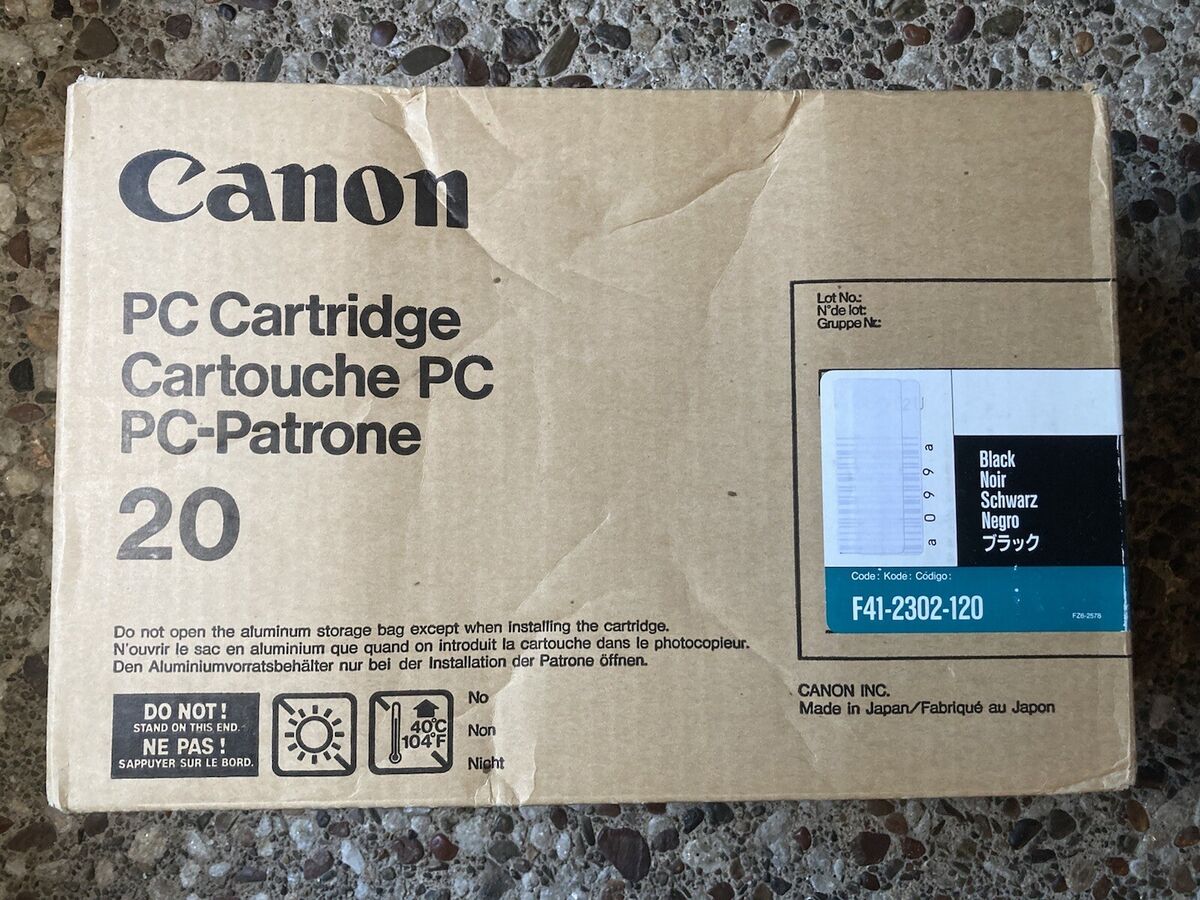 Canon
PC Cartridge
Cartouche PC
PC-Patrone
20
Do not open the aluminum storage bag except when installing the cartridge.
N'ouvrir le sac en aluminium que quand on introduit la cartouche dans le photocopieur.
Den Aluminiumvorratsbehälter nur bei der Installation der Patrone öffnen.
DO NOT!
STAND ON THIS END.
NE PAS!
SAPPUYER SUR LE BORD.
40°C
104°F
No
Non
Nicht
Lot No.:
N°de lot:
Gruppe Nr.:
a099a
Black
Noir
Schwarz
Negro
ブラック
Code: Kode: Código:
F41-2302-120
FZ6-2578
CANON INC.
Made in Japan/Fabriqué au Japon